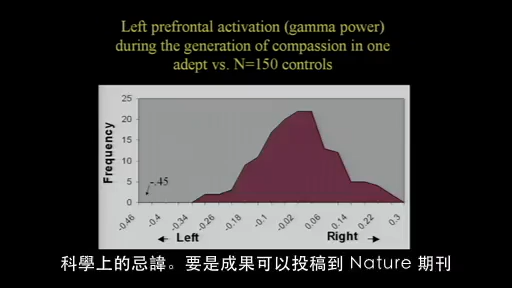 Left prefrontal activation (gamma power)
during the generation of compassion in one
adept vs. N=150 controls
25
20
15
10
5
0
Frequency
-.45
-0.46
-0.4
-0.34
-0.26
-0.18
-0.1
-0.02
0.06
0.14
0.22
0.3
Left
Right
科學上的忌諱。要是成果可以投稿到 Nature 期刊